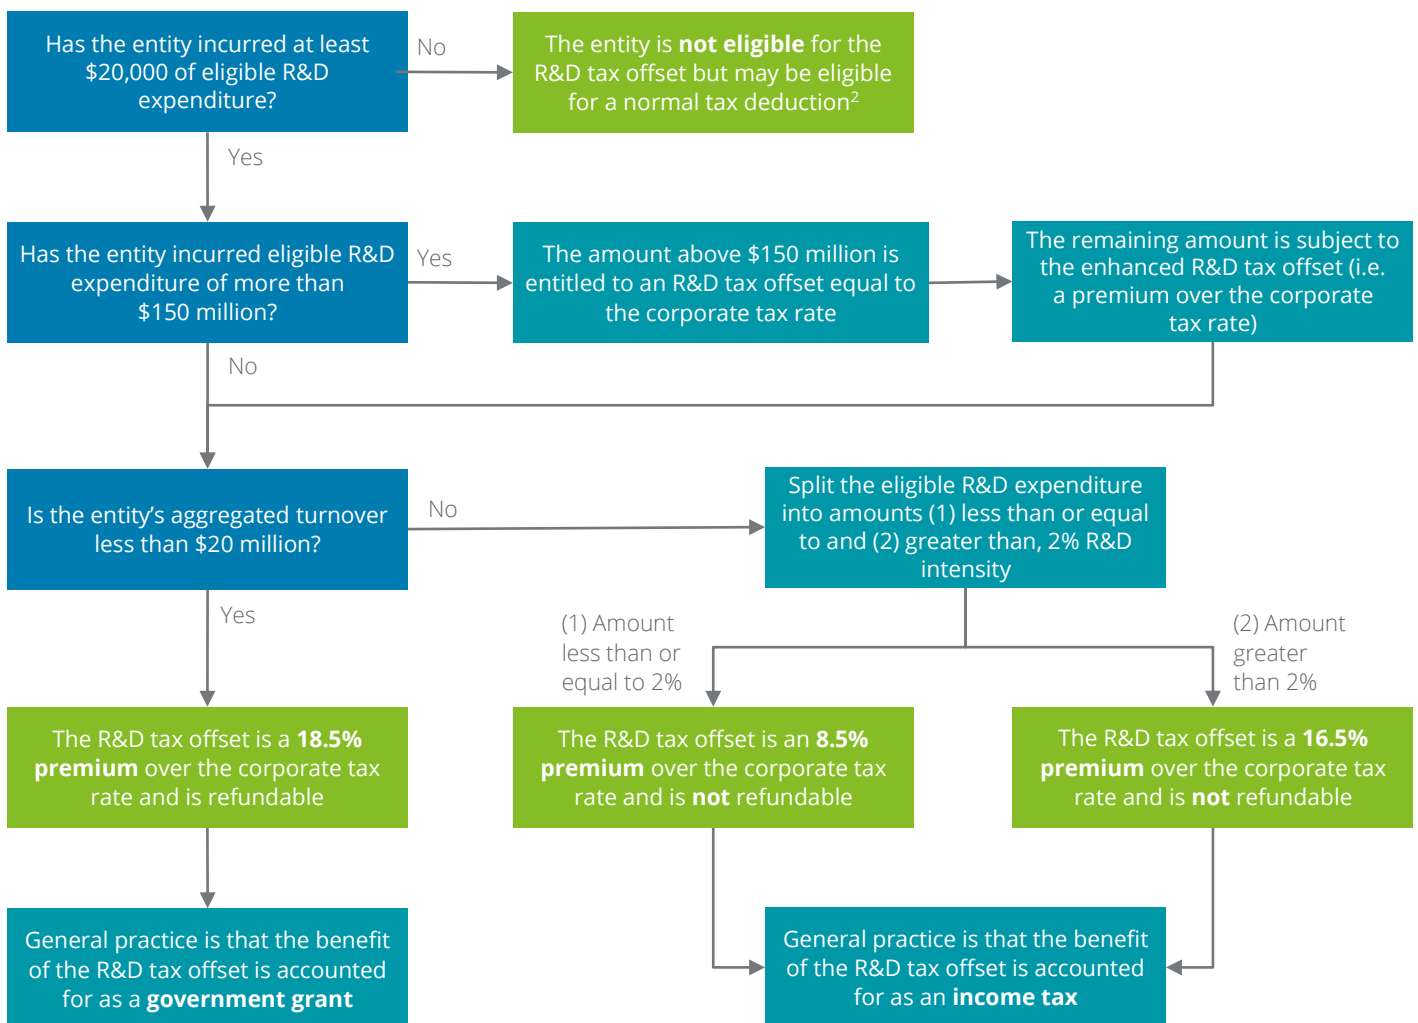 Has the entity incurred at least
$20,000 of eligible R&D
expenditure?
No
The entity is not eligible for the
R&D tax offset but may be eligible
for a normal tax deduction²
Yes
Has the entity incurred eligible R&D
expenditure of more than
$150 million?
Yes
The amount above $150 million is
entitled to an R&D tax offset equal to
the corporate tax rate
The remaining amount is subject to
the enhanced R&D tax offset (i.e.
a premium over the corporate
tax rate)
No
Is the entity’s aggregated turnover
less than $20 million?
No
Split the eligible R&D expenditure
into amounts (1) less than or equal
to and (2) greater than, 2% R&D
intensity
Yes
(1) Amount
less than or
equal to 2%
(2) Amount
greater
than 2%
The R&D tax offset is a 18.5%
premium over the corporate tax
rate and is refundable
The R&D tax offset is an 8.5%
premium over the corporate tax
rate and is not refundable
The R&D tax offset is a 16.5%
premium over the corporate tax
rate and is not refundable
General practice is that the benefit
of the R&D tax offset is accounted
for as a government grant
General practice is that the benefit
of the R&D tax offset is accounted
for as an income tax